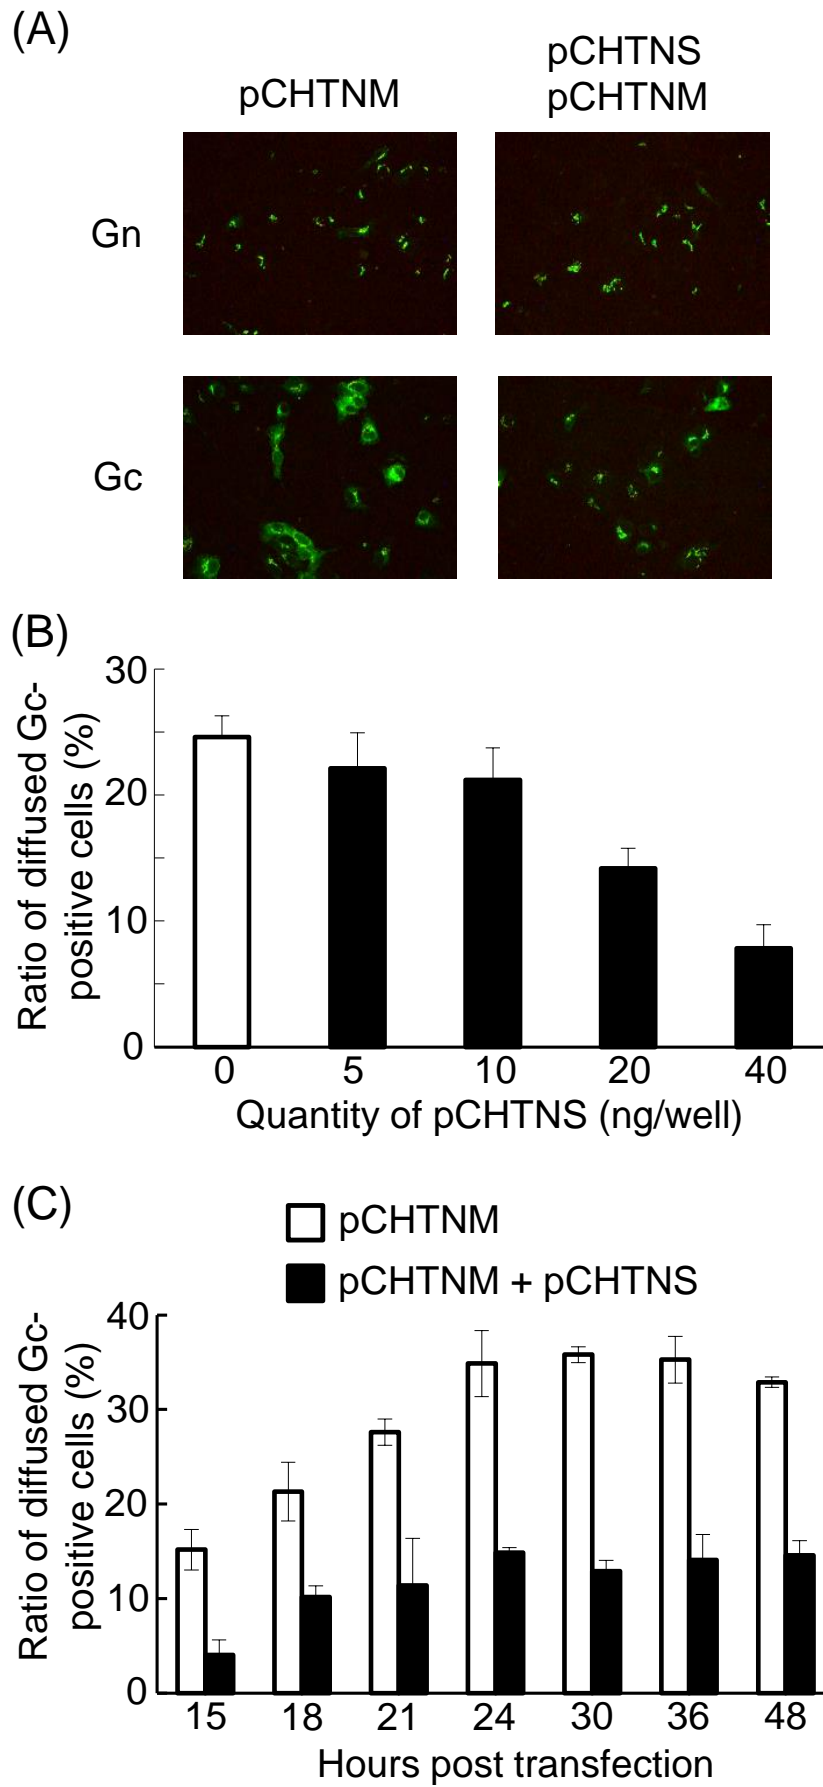 (A)
pCHTNM
pCHTNS
pCHTNM
Gn
Gc
(B)
Ratio of diffused Gc-
positive cells (%)
30
20
10
0
0 5 10 20 40
Quantity of pCHTNS (ng/well)
(C)
pCHTNM
pCHTNM + pCHTNS
Ratio of diffused Gc-
positive cells (%)
40
30
20
10
0
15 18 21 24 30 36 48
Hours post transfection